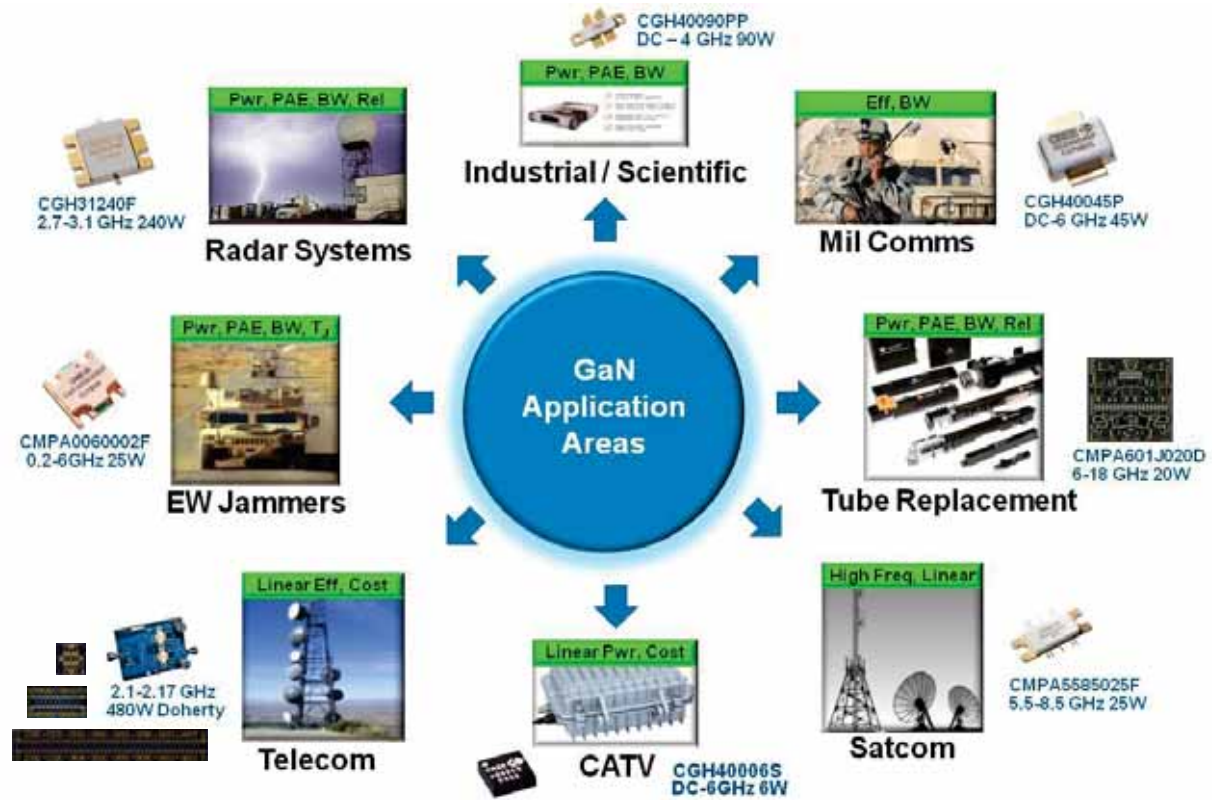 CGH40090PP
DC – 4 GHz 90W
Pwr, PAE, BW
Industrial / Scientific
Pwr, PAE, BW, Rel
CGH31240F
2.7-3.1 GHz 240W
Radar Systems
Eff, BW
CGH40045P
DC-6 GHz 45W
Mil Comms
GaN
Application
Areas
Pwr, PAE, BW, TJ
CMPA0060002F
0.2-6GHz 25W
EW Jammers
Pwr, PAE, BW, Rel
CMPA601J020D
6-18 GHz 20W
Tube Replacement
Linear Eff, Cost
2.1-2.17 GHz
480W Doherty
Telecom
Linear Pwr, Cost
CATV
CGH40006S
DC-6GHz 6W
High Freq, Linear
CMPA5585025F
5.5-8.5 GHz 25W
Satcom